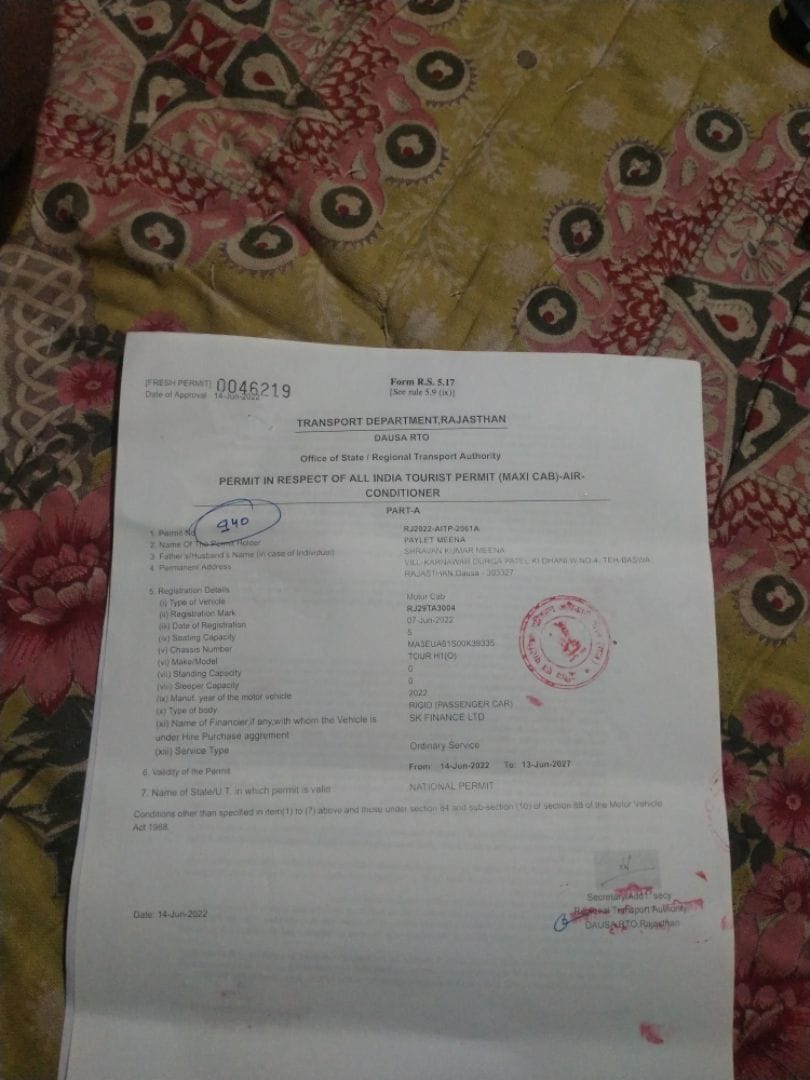 [FRESH PERMIT] 0046219
Date of Approval 14-Jun-2022
Form R.S. 5.17
[See rule 5.9 (ix)]
TRANSPORT DEPARTMENT,RAJASTHAN
DAUSA RTO
Office of State / Regional Transport Authority
PERMIT IN RESPECT OF ALL INDIA TOURIST PERMIT (MAXI CAB)-AIR-
CONDITIONER
PART-A
940
1. Permit No RJ2022-AITP-2061A
2. Name Of The Permit Holder PAYLET MEENA
3. Father's/Husband's Name (in case of Individual) SHRAVAN KUMAR MEENA
4. Permanent Address VILL-KARNAWAR DURGA PATEL KI DHANI W.NO.4, TEH-BASWA,
RAJASTHAN,Dausa - 303327
5. Registration Details
(i) Type of Vehicle Motor Cab
(ii) Registration Mark RJ29TA3004
(iii) Date of Registration 07-Jun-2022
(iv) Seating Capacity 5
(v) Chassis Number MA3EUA61S00K39335
(vi) Make/Model TOUR H1(O)
(vii) Standing Capacity 0
(viii) Sleeper Capacity 0
(ix) Manuf. year of the motor vehicle 2022
(x) Type of body RIGID (PASSENGER CAR)
(xi) Name of Financier,if any,with whom the Vehicle is SK FINANCE LTD
under Hire Purchase aggrement
(xiii) Service Type Ordinary Service
6. Validity of the Permit From: 14-Jun-2022 To: 13-Jun-2027
7. Name of State/U.T. in which permit is valid NATIONAL PERMIT
Conditions other than specified in item(1) to (7) above and those under section 84 and sub-section (10) of section 88 of the Motor Vehicle
Act 1988.
Date: 14-Jun-2022
Secretary/Add'l secy
Regional Transport Authority
DAUSA RTO,Rajasthan